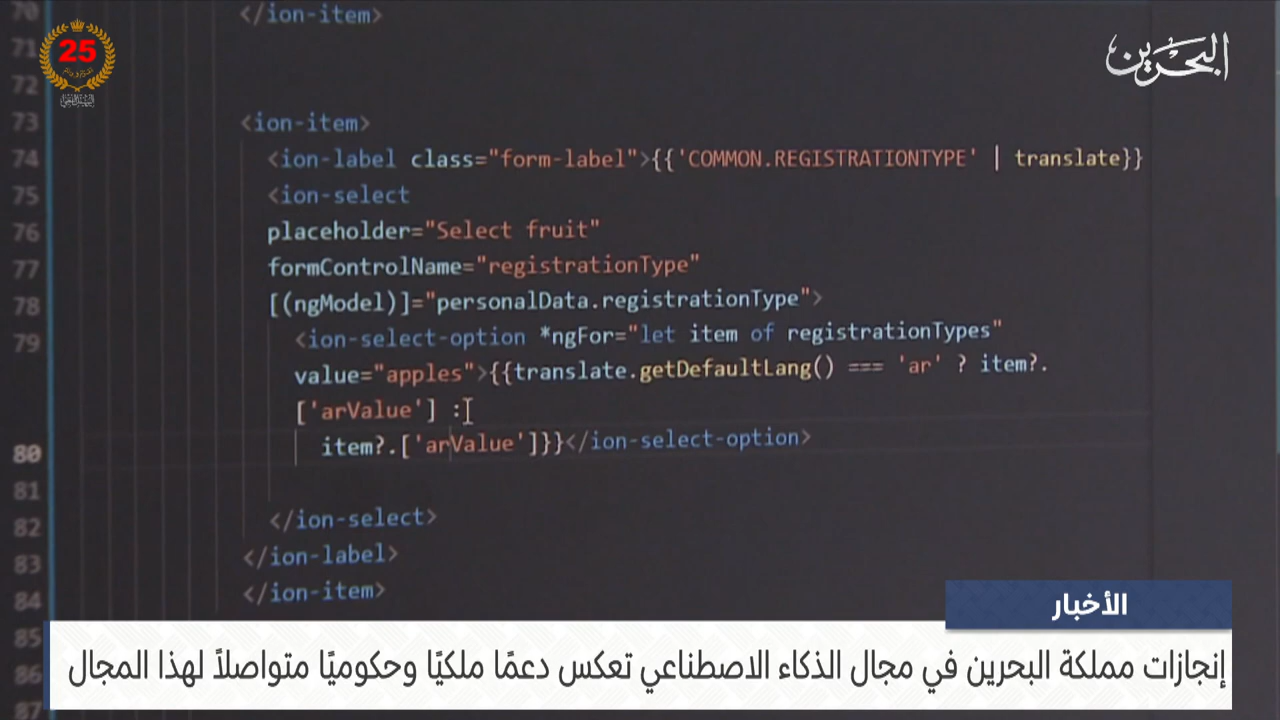 70 </ion-item>
71
72
73 <ion-item>
74 <ion-label class="form-label">{{'COMMON.REGISTRATIONTYPE' | translate}}
75 <ion-select
76 placeholder="Select fruit"
77 formControlName="registrationType"
78 [(ngModel)]="personalData.registrationType">
79 <ion-select-option *ngFor="let item of registrationTypes"
value="apples">{{translate.getDefaultLang() === 'ar' ? item?.
['arValue'] :
80 item?.['arValue']}}</ion-select-option>
81
82 </ion-select>
83 </ion-label>
84 </ion-item>
85
86
87
25
البحرين
الأخبار
إنجازات مملكة البحرين في مجال الذكاء الاصطناعي تعكس دعمًا ملكيًا وحكوميًا متواصلاً لهذا المجال